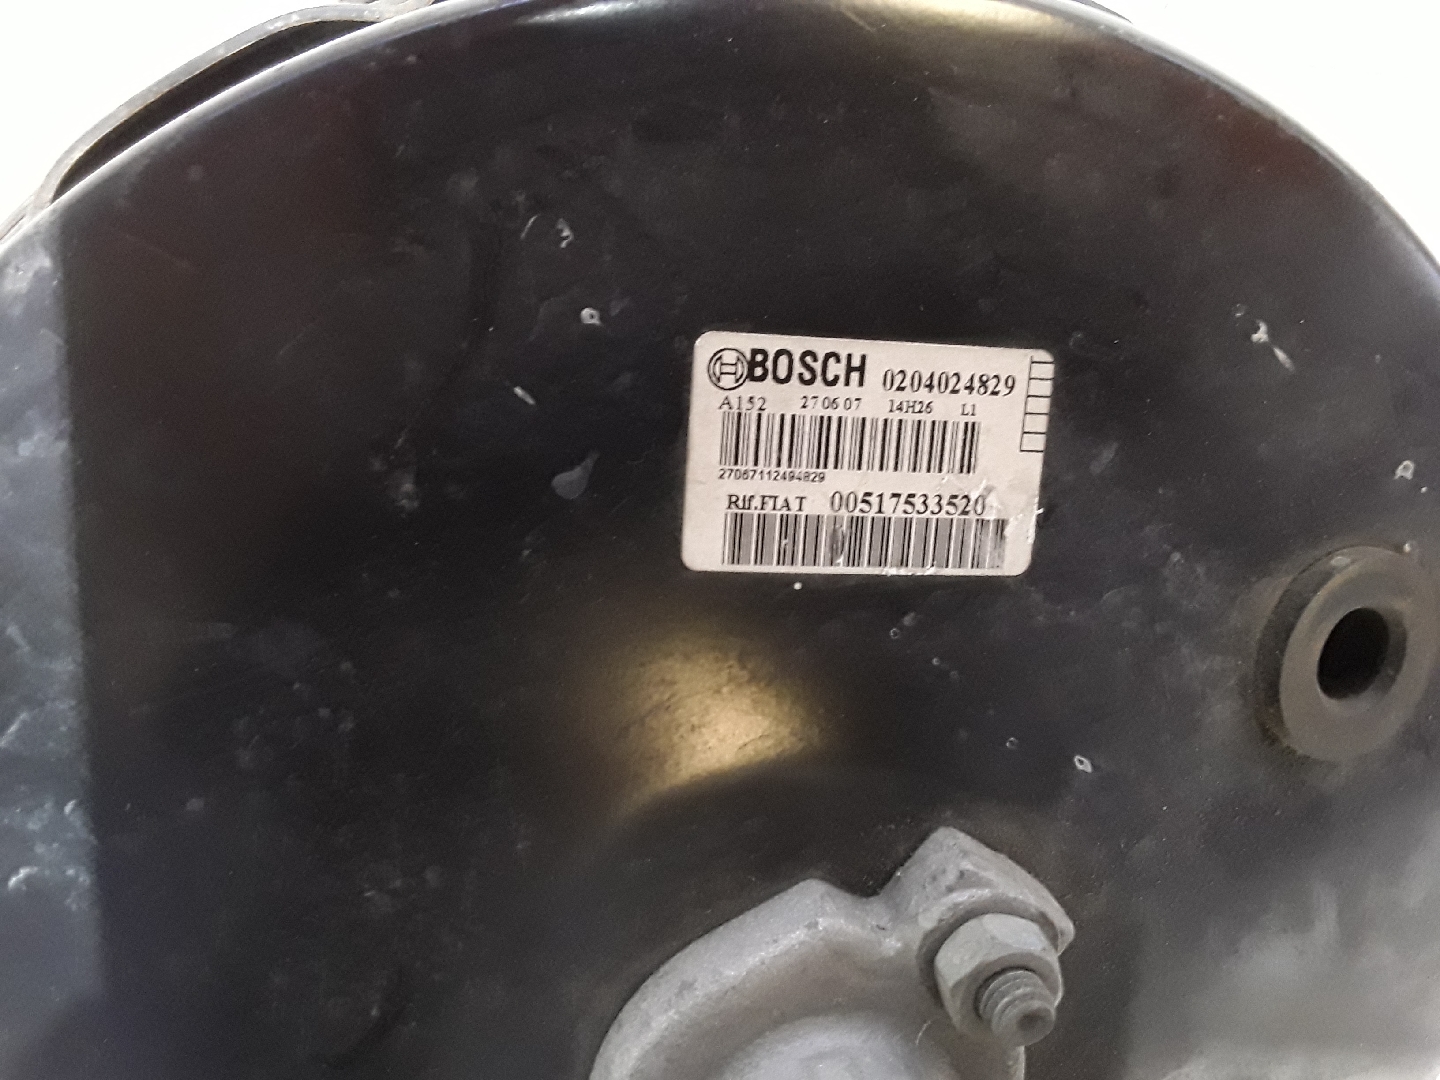 BOSCH 0204024829
A152 270607 14H26 L1
27067112494829
Rif.FIAT 00517533520